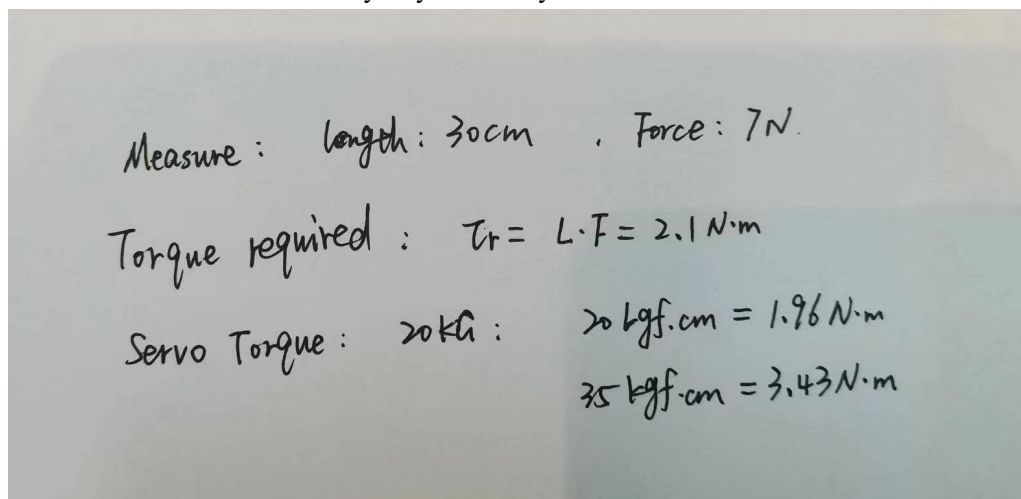 Measure : length : 30cm , Force : 7N.
Torque required : τr = L·F = 2.1 N·m
Servo Torque : 20kG : 20 kgf.cm = 1.96 N·m
35 kgf.cm = 3.43 N·m